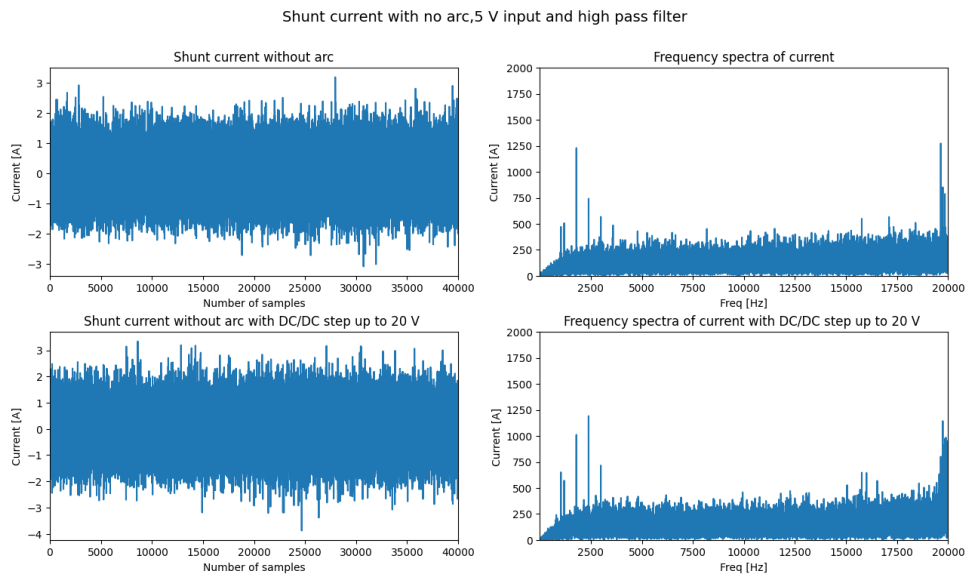 Shunt current with no arc,5 V input and high pass filter
Shunt current without arc
Current [A]
3
2
1
0
−1
−2
−3
0 5000 10000 15000 20000 25000 30000 35000 40000
Number of samples
Frequency spectra of current
Current [A]
2000
1750
1500
1250
1000
750
500
250
0
2500 5000 7500 10000 12500 15000 17500 20000
Freq [Hz]
Shunt current without arc with DC/DC step up to 20 V
Current [A]
3
2
1
0
−1
−2
−3
−4
0 5000 10000 15000 20000 25000 30000 35000 40000
Number of samples
Frequency spectra of current with DC/DC step up to 20 V
Current [A]
2000
1750
1500
1250
1000
750
500
250
0
2500 5000 7500 10000 12500 15000 17500 20000
Freq [Hz]